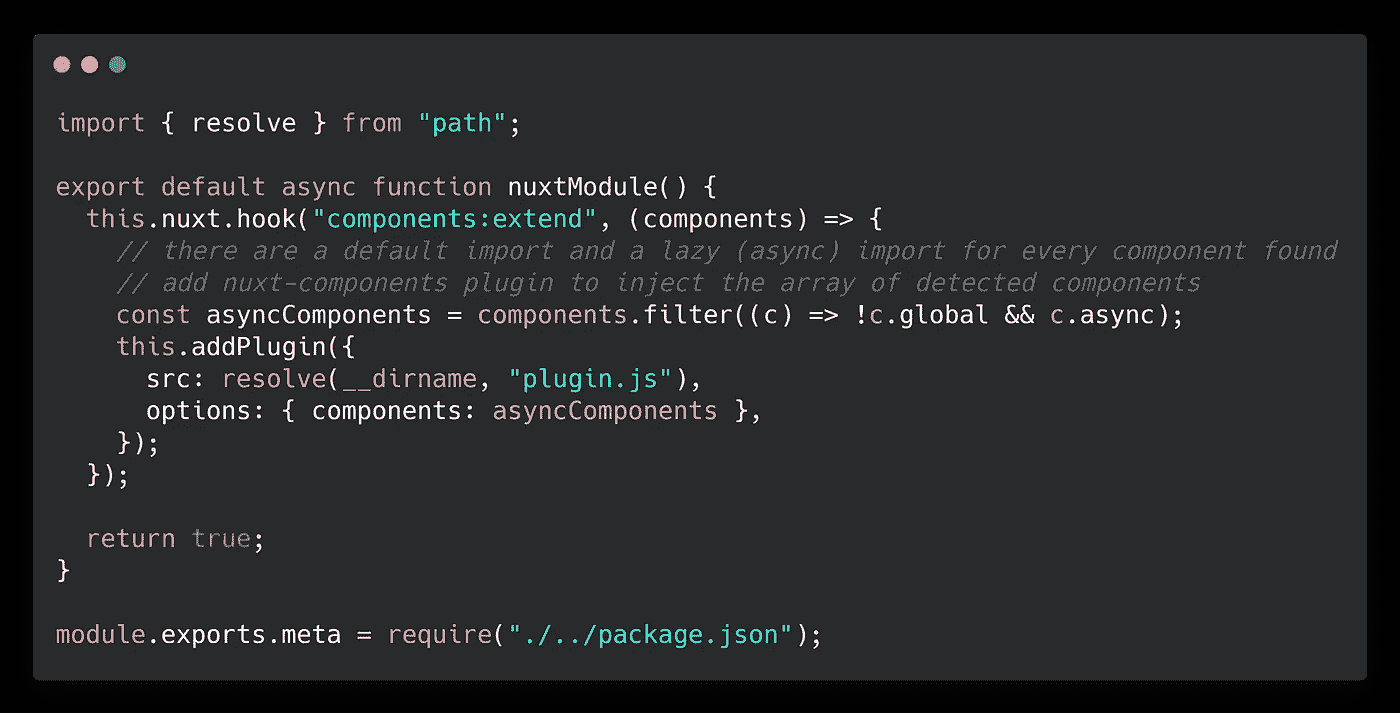 import { resolve } from "path";

export default async function nuxtModule() {
  this.nuxt.hook("components:extend", (components) => {
    // there are a default import and a lazy (async) import for every component found
    // add nuxt-components plugin to inject the array of detected components
    const asyncComponents = components.filter((c) => !c.global && c.async);
    this.addPlugin({
      src: resolve(__dirname, "plugin.js"),
      options: { components: asyncComponents },
    });
  });

  return true;
}

module.exports.meta = require("./../package.json");